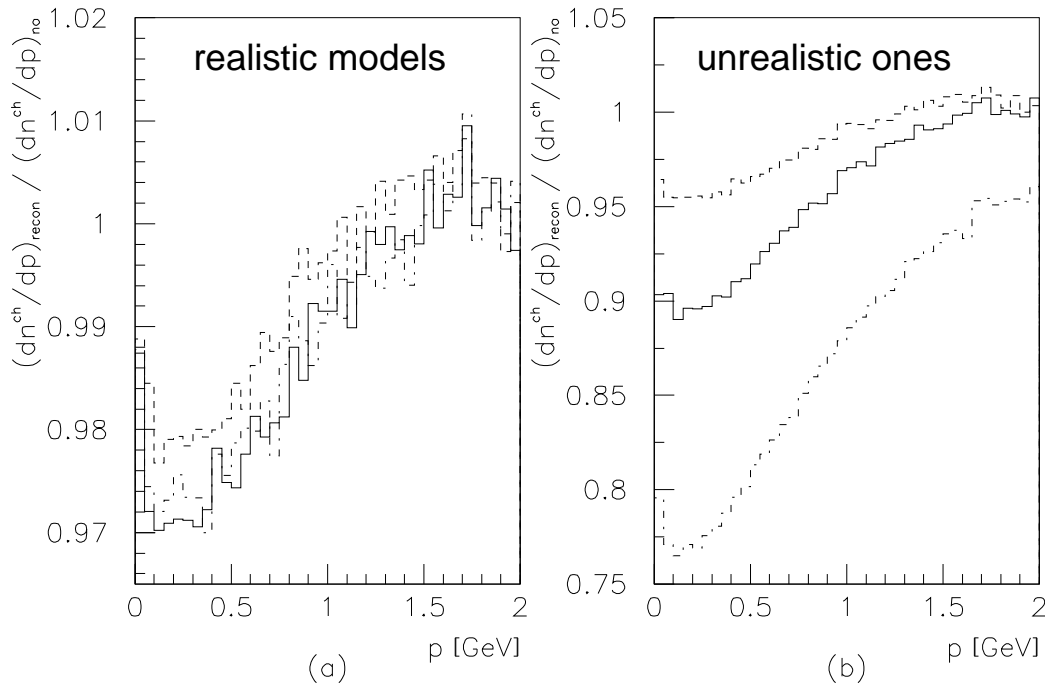 (dn^ch/dp)_recon / (dn^ch/dp)_no
1.02
1.01
1
0.99
0.98
0.97
realistic models
0
0.5
1
1.5
2
p [GeV]
(a)
(dn^ch/dp)_recon / (dn^ch/dp)_no
1.05
1
0.95
0.9
0.85
0.8
0.75
unrealistic ones
0
0.5
1
1.5
2
p [GeV]
(b)